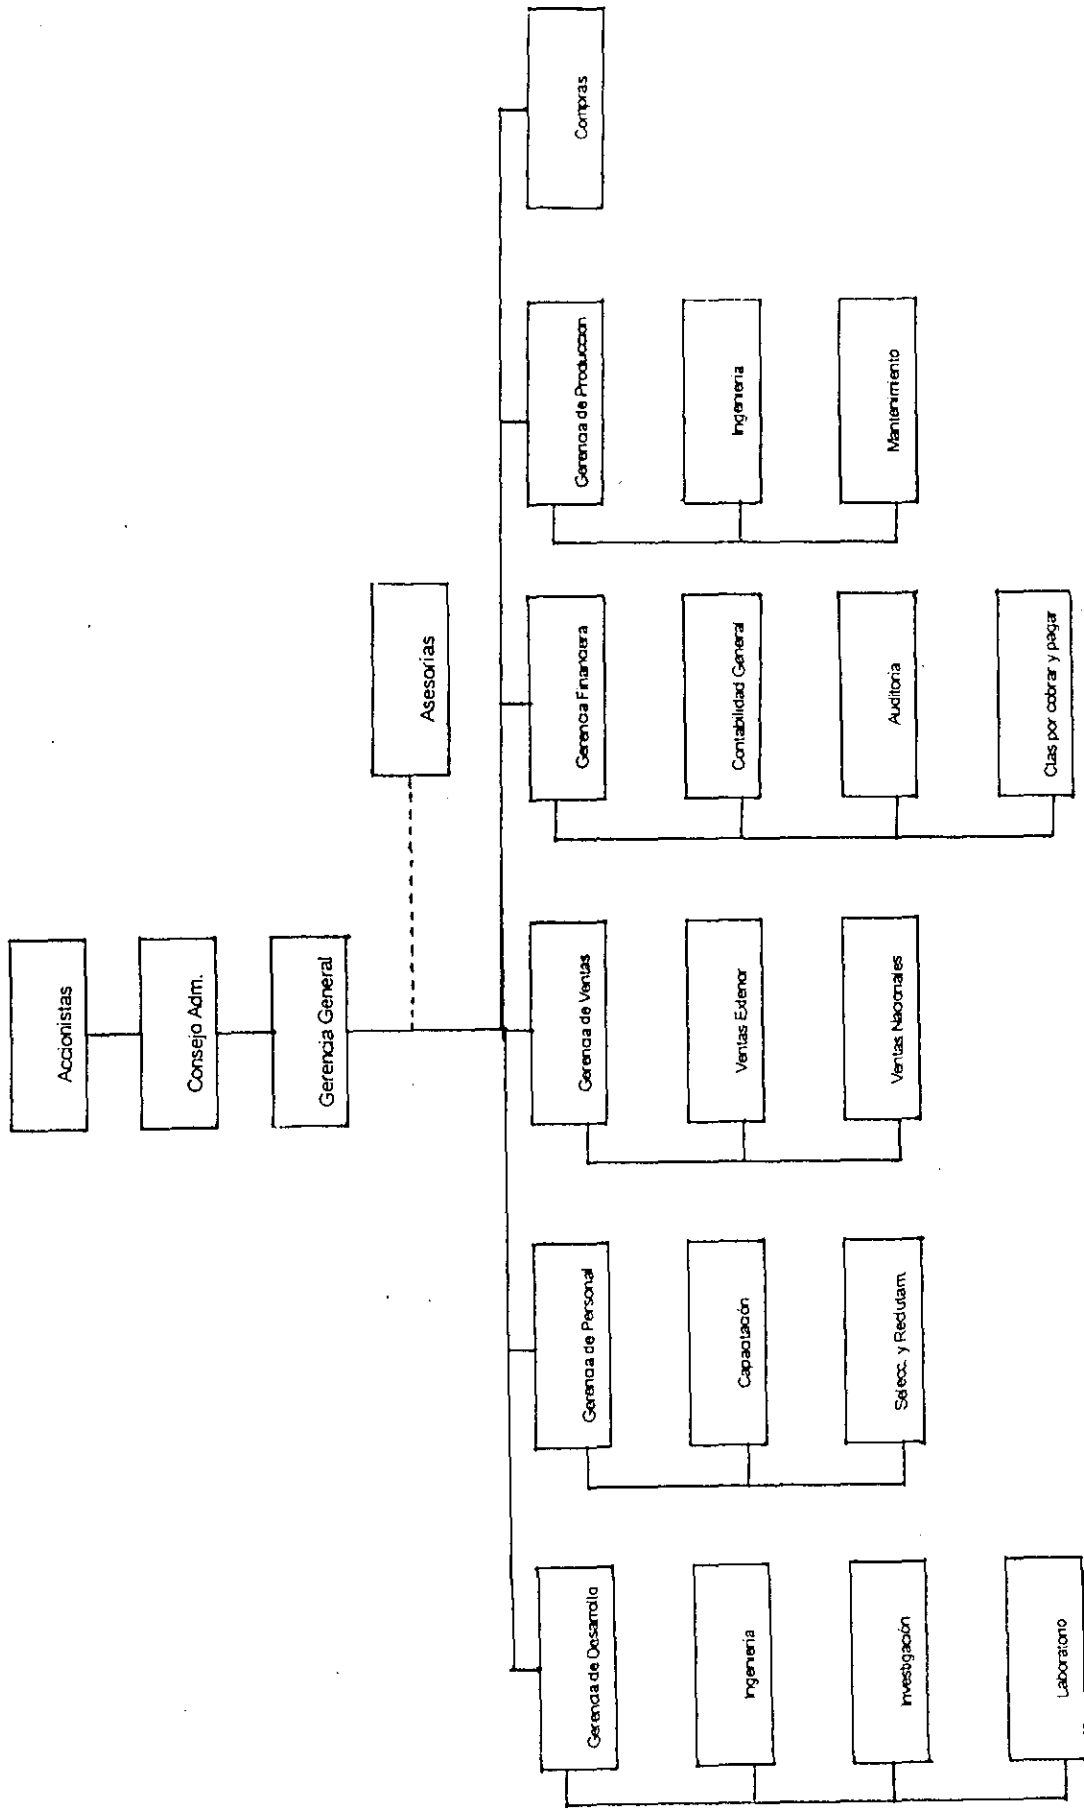 Accionistas
Consejo Adm.
Gerencia General
Asesorías
Gerencia de Desarrollo
Gerencia de Personal
Gerencia de Ventas
Gerencia Financiera
Gerencia de Produccion
Compras
Ingeniería
Capacitación
Ventas Exterior
Contabilidad General
Ingeniería
Investigación
Selecc. y Reclutam.
Ventas Nacionales
Auditoria
Mantenimiento
Laboratorio
Ctas por cobrar y pagar